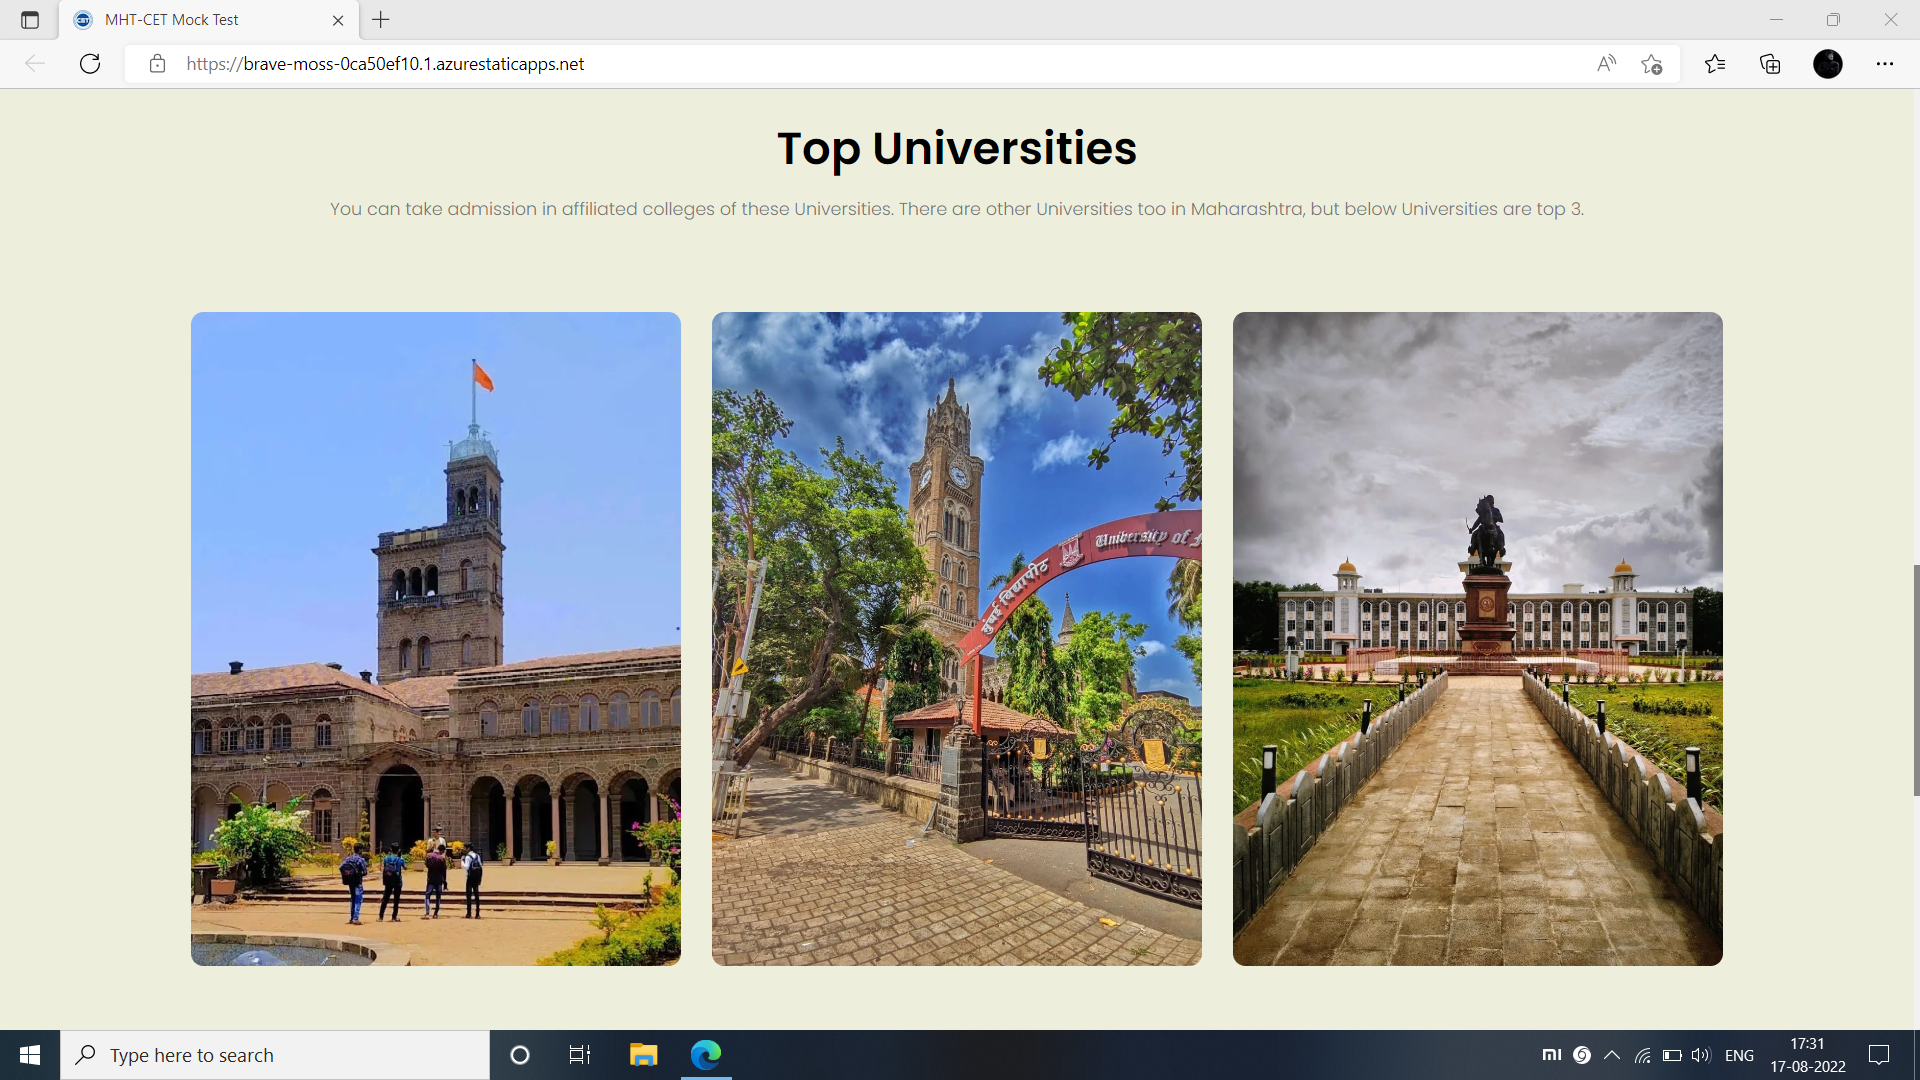 MHT-CET Mock Test
https://brave-moss-0ca50ef10.1.azurestaticapps.net
Top Universities
You can take admission in affiliated colleges of these Universities. There are other Universities too in Maharashtra, but below Universities are top 3.
मुंबई विद्यापीठ University of
Type here to search
ENG
17:31
17-08-2022